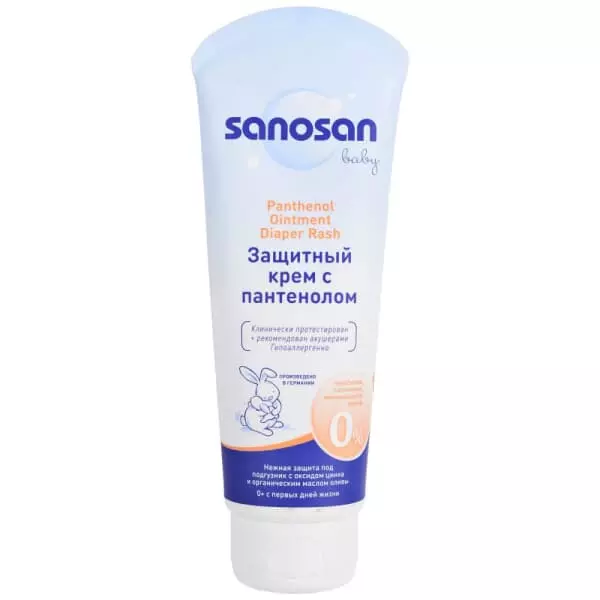 sanosan
baby
Panthenol
Ointment
Diaper Rash
Защитный
крем с
пантенолом
Клинически протестирован
+ рекомендован акушерами
Гипоаллергенно
ПРОИЗВЕДЕНО
В ГЕРМАНИИ
0%
Нежная защита под
подгузник с оксидом цинка
и органическим маслом оливы
0+ с первых дней жизни